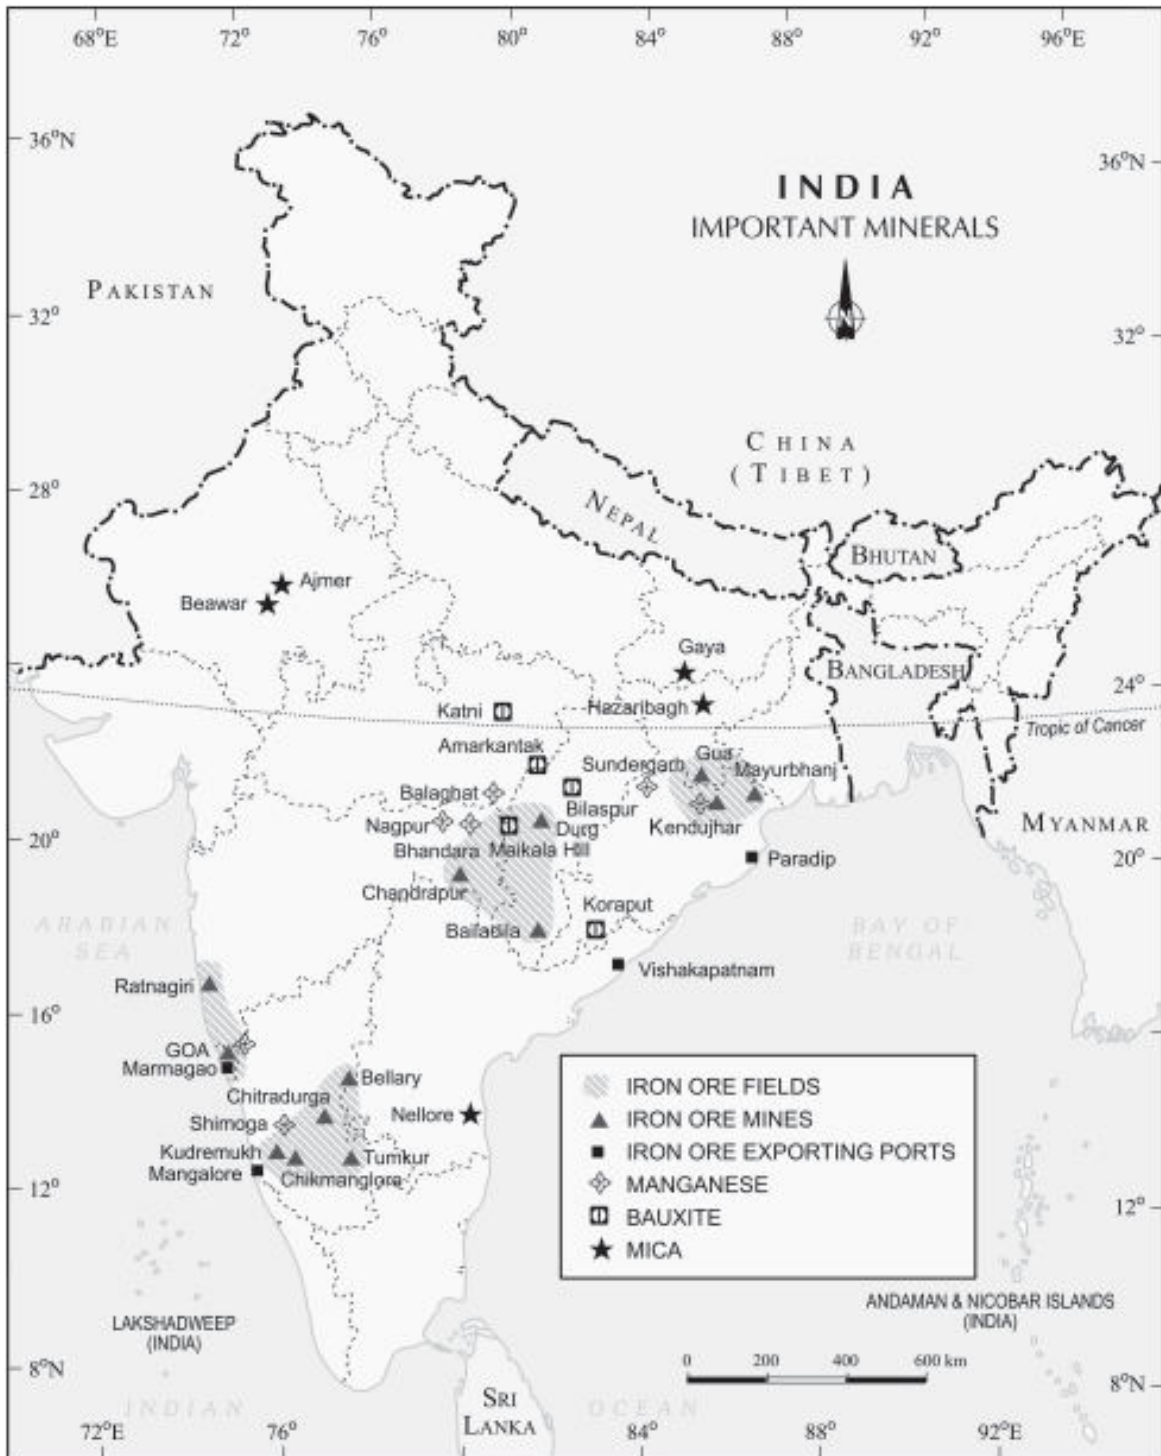 68°E 72° 76° 80° 84° 88° 92° 96°E
36°N
36°N
INDIA
IMPORTANT MINERALS
PAKISTAN
32°
32°
CHINA
(TIBET)
28°
NEPAL
BHUTAN
Ajmer
Beawar
Gaya
BANGLADESH
24°
Hazaribagh
Katni
Tropic of Cancer
Amarkantak
Sundergarh
Gua
Mayurbhanj
Balaghat
Bilaspur
Nagpur
Durg
Kendujhar
MYANMAR
20°
20°
Bhandara
Maikala Hill
Paradip
Chandrapur
Koraput
ARABIAN
SEA
BAY OF
BENGAL
Bailadila
Vishakapatnam
Ratnagiri
16°
GOA
Marmagao
Bellary
Chitradurga
Shimoga
Nellore
Kudremukh
Tumkur
Mangalore
Chikmanglora
12°
12°
IRON ORE FIELDS
IRON ORE MINES
IRON ORE EXPORTING PORTS
MANGANESE
BAUXITE
MICA
LAKSHADWEEP
(INDIA)
ANDAMAN & NICOBAR ISLANDS
(INDIA)
0 200 400 600 km
8°N
8°N
SRI
LANKA
INDIAN OCEAN
72°E 76° 84° 88° 92°E